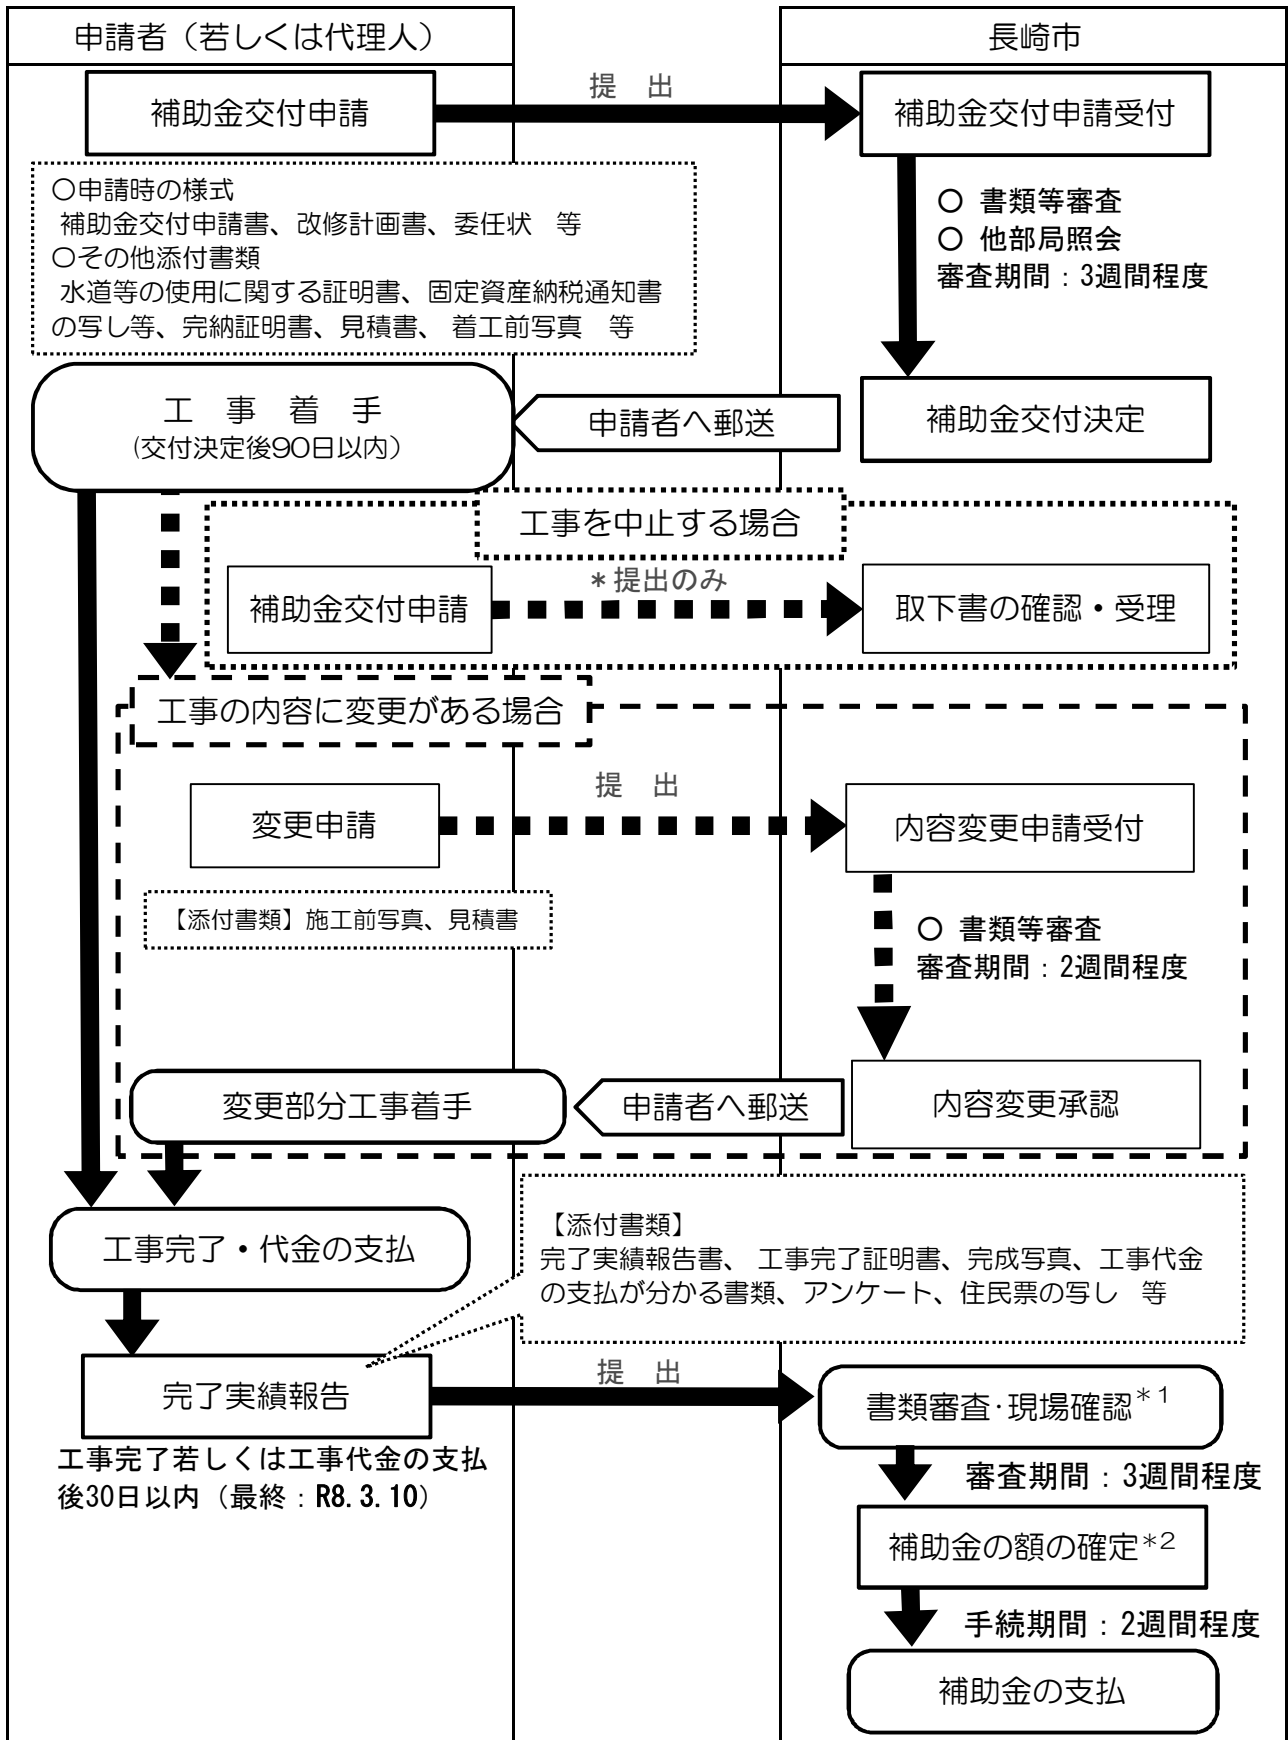 申請者（若しくは代理人）
長崎市
補助金交付申請
提　出
補助金交付申請受付
〇申請時の様式
補助金交付申請書、改修計画書、委任状　等
〇その他添付書類
水道等の使用に関する証明書、固定資産納税通知書
の写し等、完納証明書、見積書、着工前写真　等
〇 書類等審査
〇 他部局照会
審査期間：3週間程度
工　事　着　手
(交付決定後90日以内）
申請者へ郵送
補助金交付決定
工事を中止する場合
補助金交付申請
＊提出のみ
取下書の確認・受理
工事の内容に変更がある場合
変更申請
提　出
内容変更申請受付
【添付書類】施工前写真、見積書
〇 書類等審査
審査期間：2週間程度
変更部分工事着手
申請者へ郵送
内容変更承認
工事完了・代金の支払
【添付書類】
完了実績報告書、 工事完了証明書、完成写真、工事代金
の支払が分かる書類、アンケート、住民票の写し　等
完了実績報告
提　出
書類審査･現場確認＊1
工事完了若しくは工事代金の支払
後30日以内（最終：R8.3.10）
審査期間：3週間程度
補助金の額の確定＊2
手続期間：2週間程度
補助金の支払